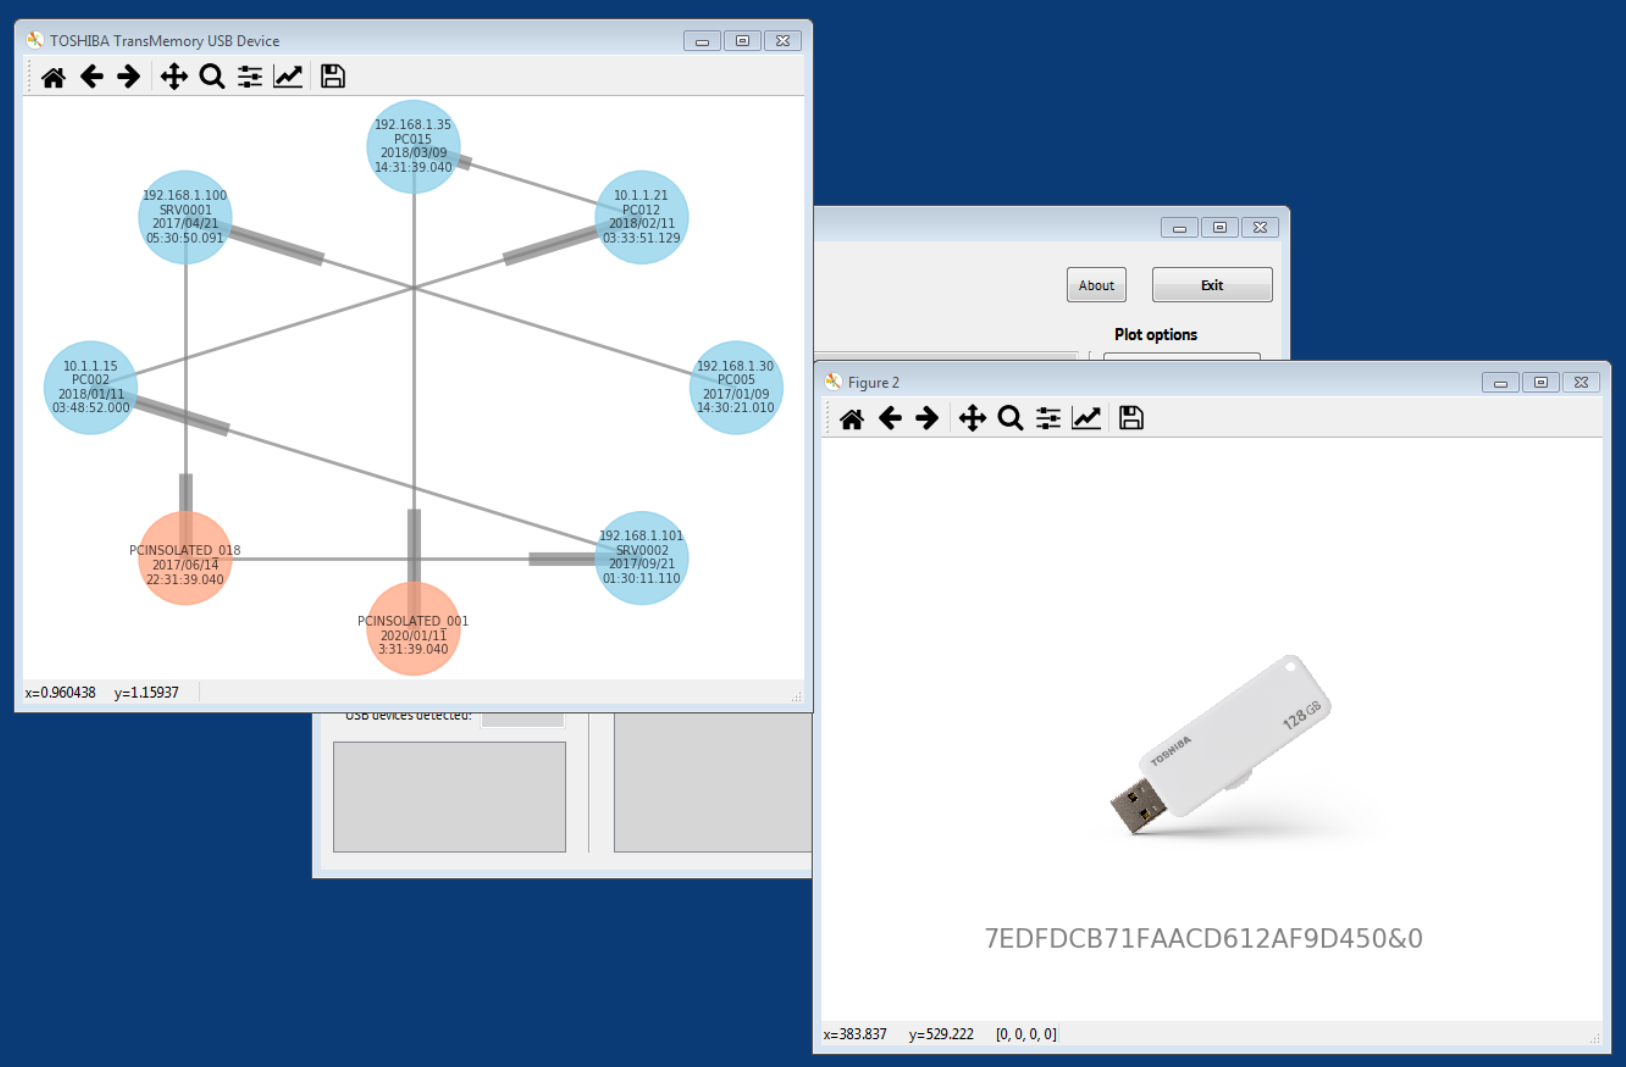 TOSHIBA TransMemory USB Device
192.168.1.35
PC015
2018/03/09
14:31:39.040
192.168.1.100
SRV0001
2017/04/21
05:30:50.091
10.1.1.21
PC012
2018/02/11
03:33:51.129
10.1.1.15
PC002
2018/01/11
03:48:52.000
192.168.1.30
PC005
2017/01/09
14:30:21.010
PCINSOLATED_018
2017/06/14
22:31:39.040
192.168.1.101
SRV0002
2017/09/21
01:30:11.110
PCINSOLATED_001
2020/01/11
3:31:39.040
x=0.960438 y=1.15937
About
Exit
Plot options
USB devices detected:
Figure 2
TOSHIBA
128GB
7EDFDCB71FAACD612AF9D450&0
x=383.837 y=529.222 [0, 0, 0, 0]